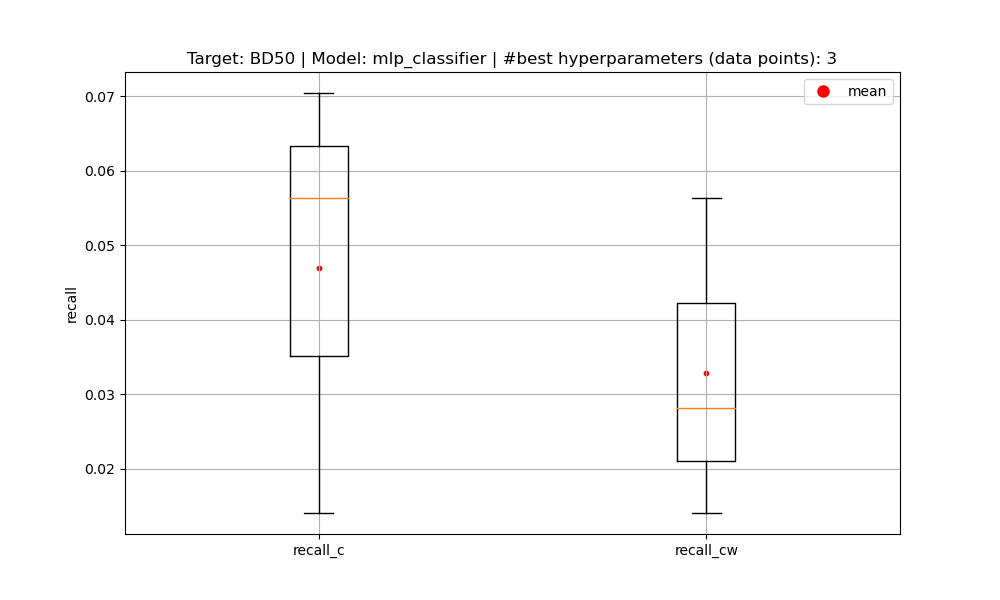 Target: BD50 | Model: mlp_classifier | #best hyperparameters (data points): 3
mean
0.07
0.06
0.05
0.04
0.03
0.02
recall
recall_c
recall_cw